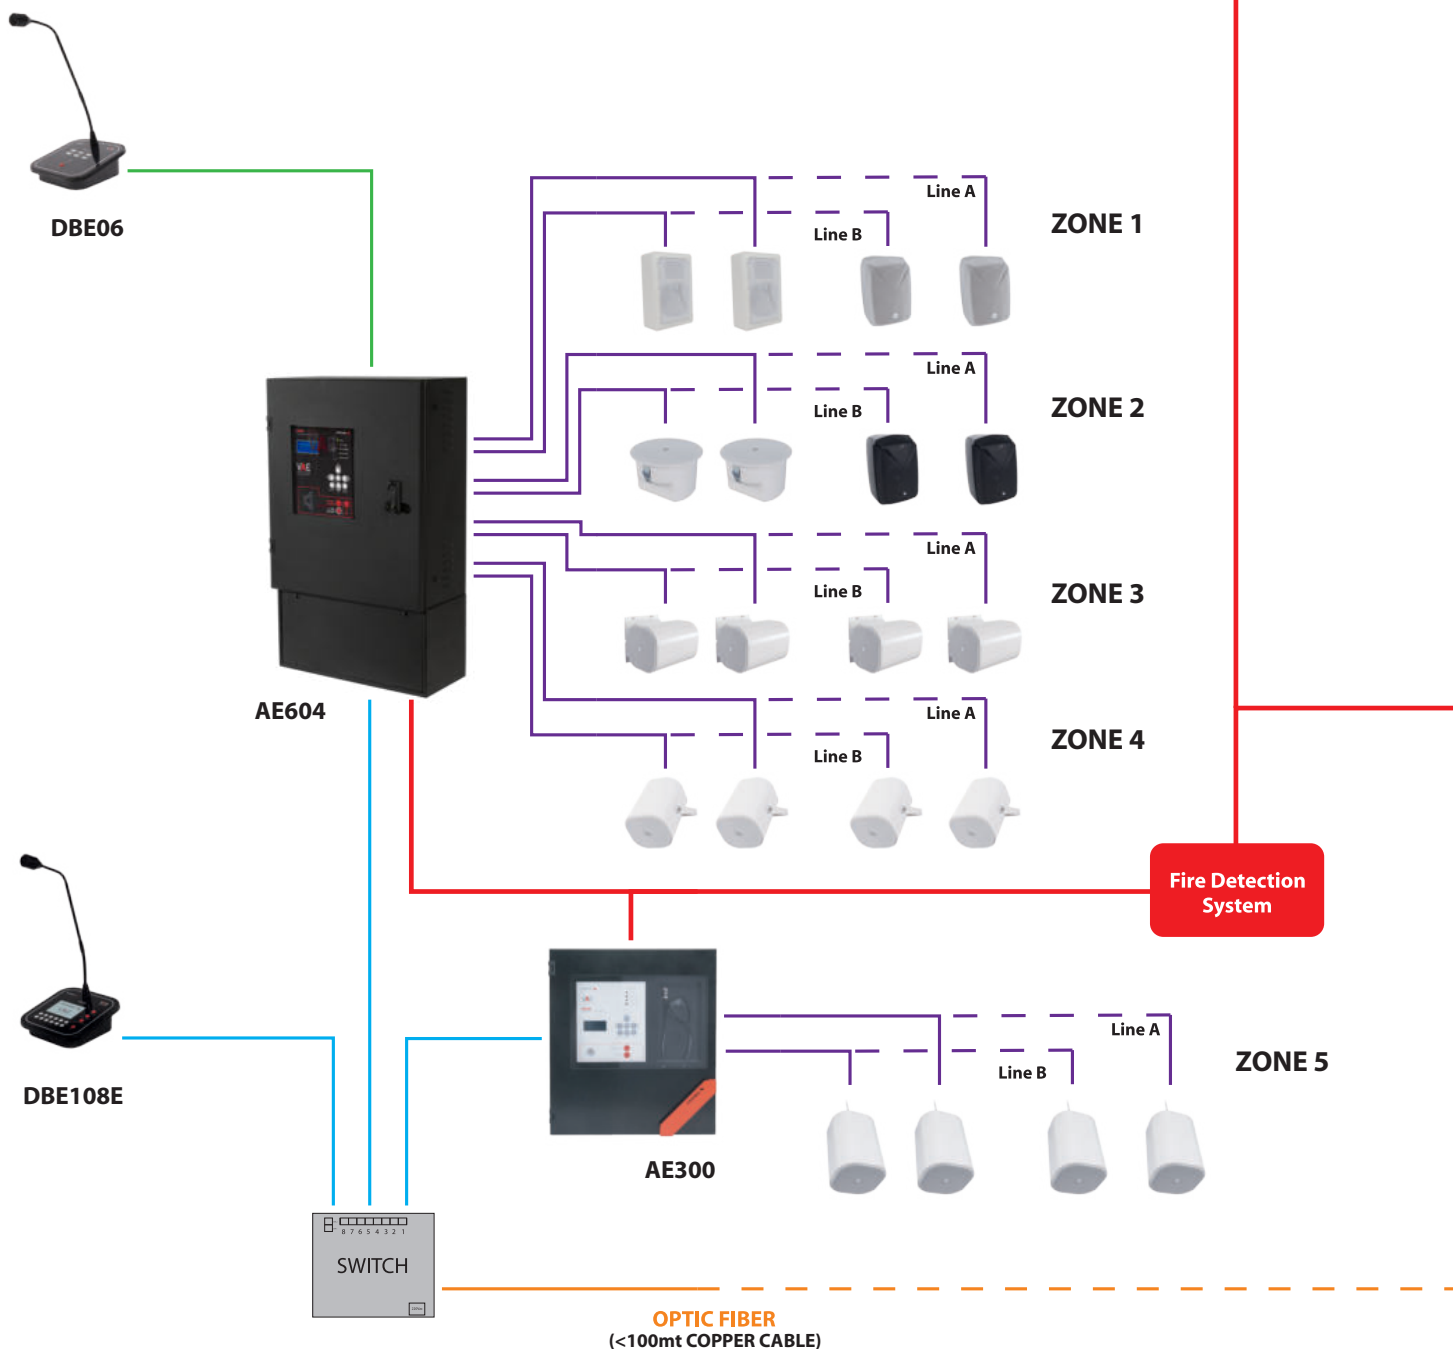 DBE06
Line A
Line B
ZONE 1
Line A
Line B
ZONE 2
Line A
Line B
ZONE 3
AE604
Line A
Line B
ZONE 4
Fire Detection
System
DBE108E
Line A
Line B
ZONE 5
AE300
8 7 6 5 4 3 2 1
SWITCH
OPTIC FIBER
(<100mt COPPER CABLE)